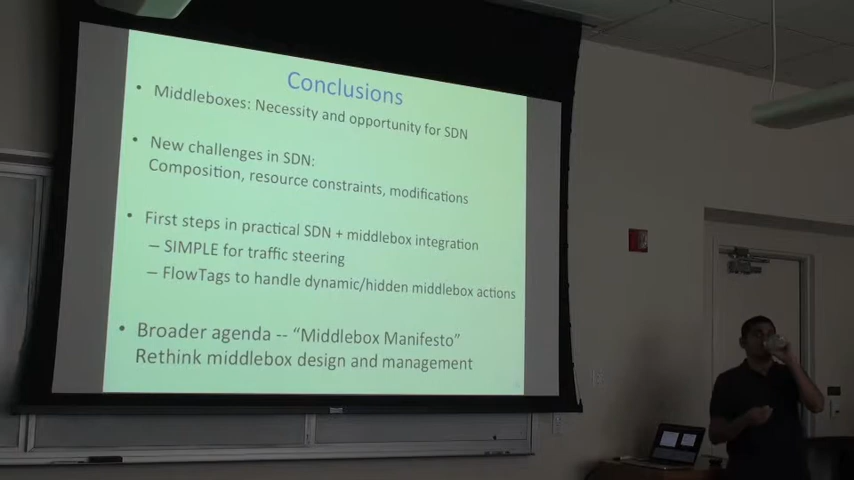 Conclusions
• Middleboxes: Necessity and opportunity for SDN
• New challenges in SDN:
Composition, resource constraints, modifications
• First steps in practical SDN + middlebox integration
– SIMPLE for traffic steering
– FlowTags to handle dynamic/hidden middlebox actions
• Broader agenda -- "Middlebox Manifesto"
Rethink middlebox design and management